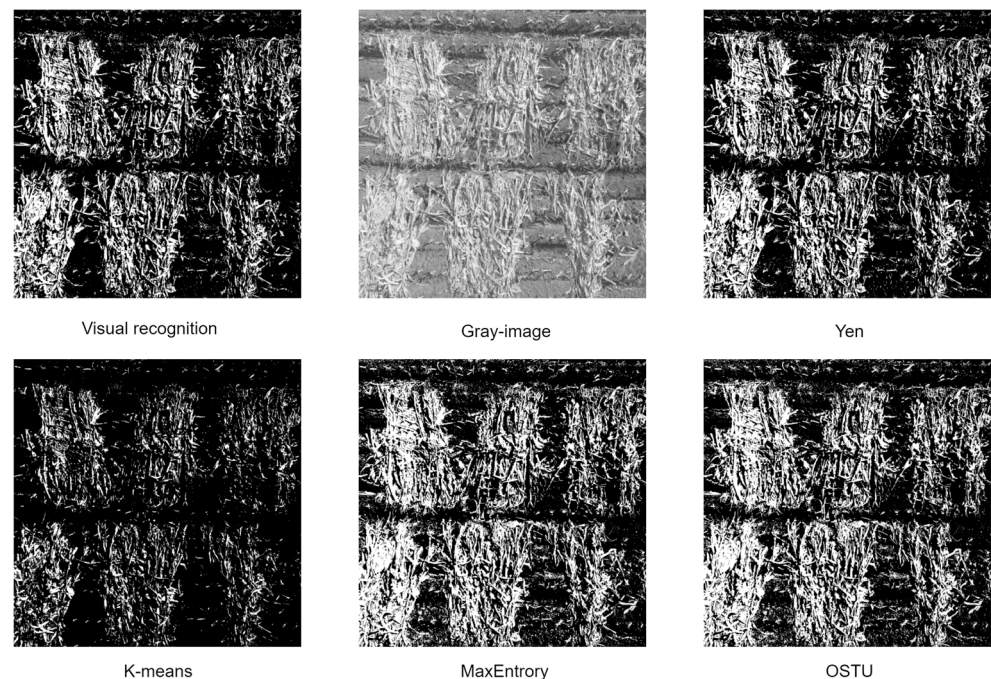 Visual recognition
Gray-image
Yen
K-means
MaxEntrory
OSTU